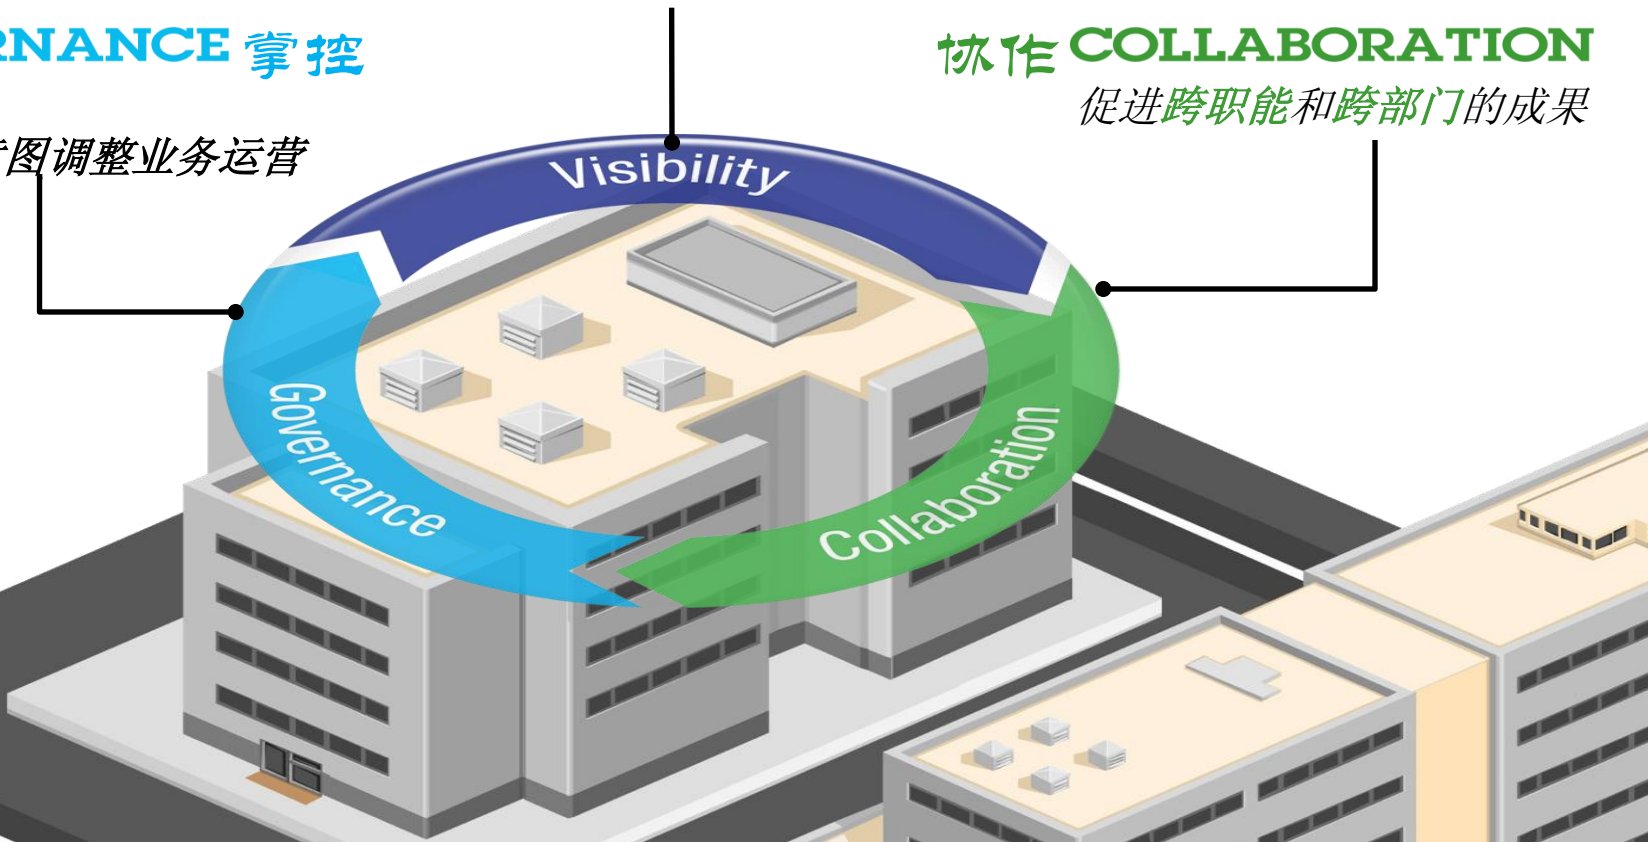 RNANCE 掌控
协作 COLLABORATION
促进跨职能和跨部门的成果
图调整业务运营
Visibility
Governance
Collaboration